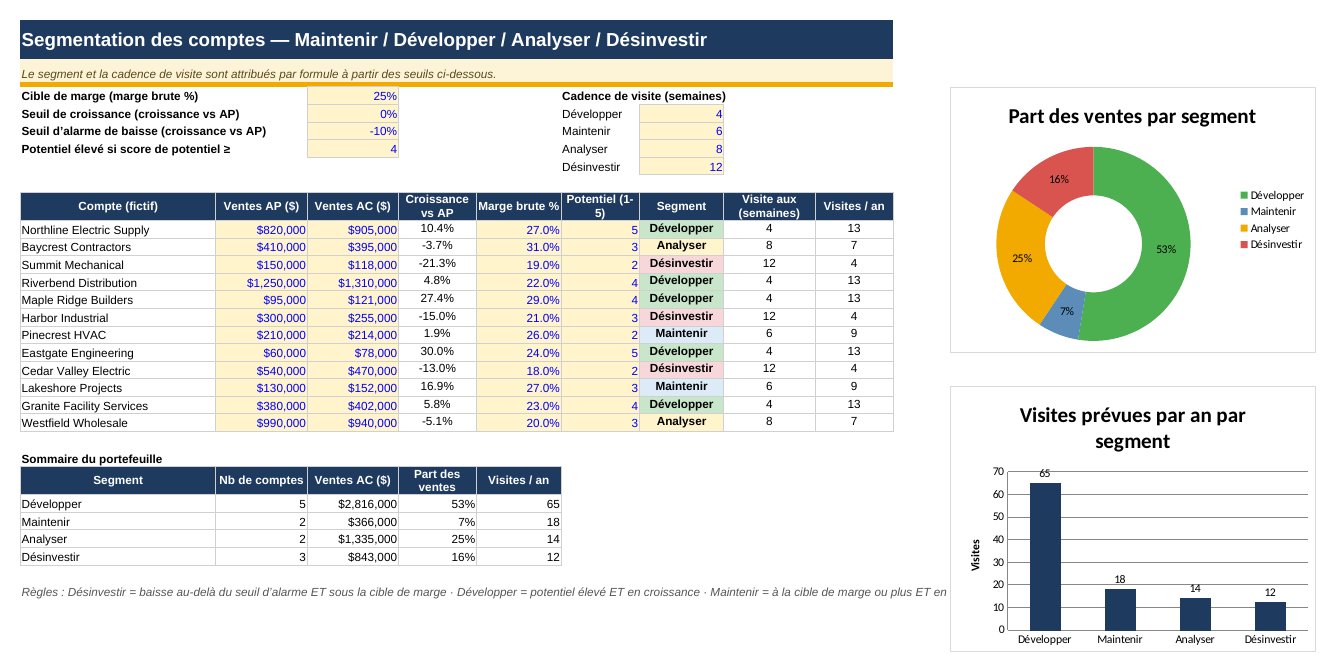 Segmentation des comptes — Maintenir / Développer / Analyser / Désinvestir
Le segment et la cadence de visite sont attribués par formule à partir des seuils ci-dessous.
Cible de marge (marge brute %) 25% Cadence de visite (semaines)
Seuil de croissance (croissance vs AP) 0% Développer 4
Seuil d’alarme de baisse (croissance vs AP) -10% Maintenir 6
Potentiel élevé si score de potentiel ≥ 4 Analyser 8
Désinvestir 12
Compte (fictif) Ventes AP ($) Ventes AC ($) Croissance vs AP Marge brute % Potentiel (1-5) Segment Visite aux (semaines) Visites / an
Northline Electric Supply $820,000 $905,000 10.4% 27.0% 5 Développer 4 13
Baycrest Contractors $410,000 $395,000 -3.7% 31.0% 3 Analyser 8 7
Summit Mechanical $150,000 $118,000 -21.3% 19.0% 2 Désinvestir 12 4
Riverbend Distribution $1,250,000 $1,310,000 4.8% 22.0% 4 Développer 4 13
Maple Ridge Builders $95,000 $121,000 27.4% 29.0% 4 Développer 4 13
Harbor Industrial $300,000 $255,000 -15.0% 21.0% 3 Désinvestir 12 4
Pinecrest HVAC $210,000 $214,000 1.9% 26.0% 2 Maintenir 6 9
Eastgate Engineering $60,000 $78,000 30.0% 24.0% 5 Développer 4 13
Cedar Valley Electric $540,000 $470,000 -13.0% 18.0% 2 Désinvestir 12 4
Lakeshore Projects $130,000 $152,000 16.9% 27.0% 3 Maintenir 6 9
Granite Facility Services $380,000 $402,000 5.8% 23.0% 4 Développer 4 13
Westfield Wholesale $990,000 $940,000 -5.1% 20.0% 3 Analyser 8 7
Sommaire du portefeuille
Segment Nb de comptes Ventes AC ($) Part des ventes Visites / an
Développer 5 $2,816,000 53% 65
Maintenir 2 $366,000 7% 18
Analyser 2 $1,335,000 25% 14
Désinvestir 3 $843,000 16% 12
Règles : Désinvestir = baisse au-delà du seuil d’alarme ET sous la cible de marge · Développer = potentiel élevé ET en croissance · Maintenir = à la cible de marge ou plus ET en
Part des ventes par segment
16%
25%
53%
7%
Développer
Maintenir
Analyser
Désinvestir
Visites prévues par an par
segment
Visites
70
60
50
40
30
20
10
0
65
18
14
12
Développer Maintenir Analyser Désinvestir